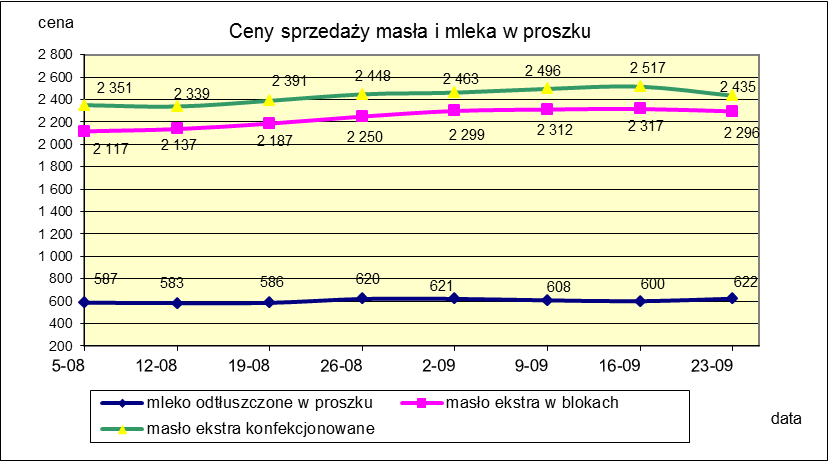 cena
Ceny sprzedaży masła i mleka w proszku
2 800
2 600
2 400
2 200
2 000
1 800
1 600
1 400
1 200
1 000
800
600
400
200
2 351 2 339 2 391 2 448 2 463 2 496 2 517 2 435
2 117 2 137 2 187 2 250 2 299 2 312 2 317 2 296
587 583 586 620 621 608 600 622
5-08 12-08 19-08 26-08 2-09 9-09 16-09 23-09
mleko odtłuszczone w proszku masło ekstra w blokach
masło ekstra konfekcjonowane
data